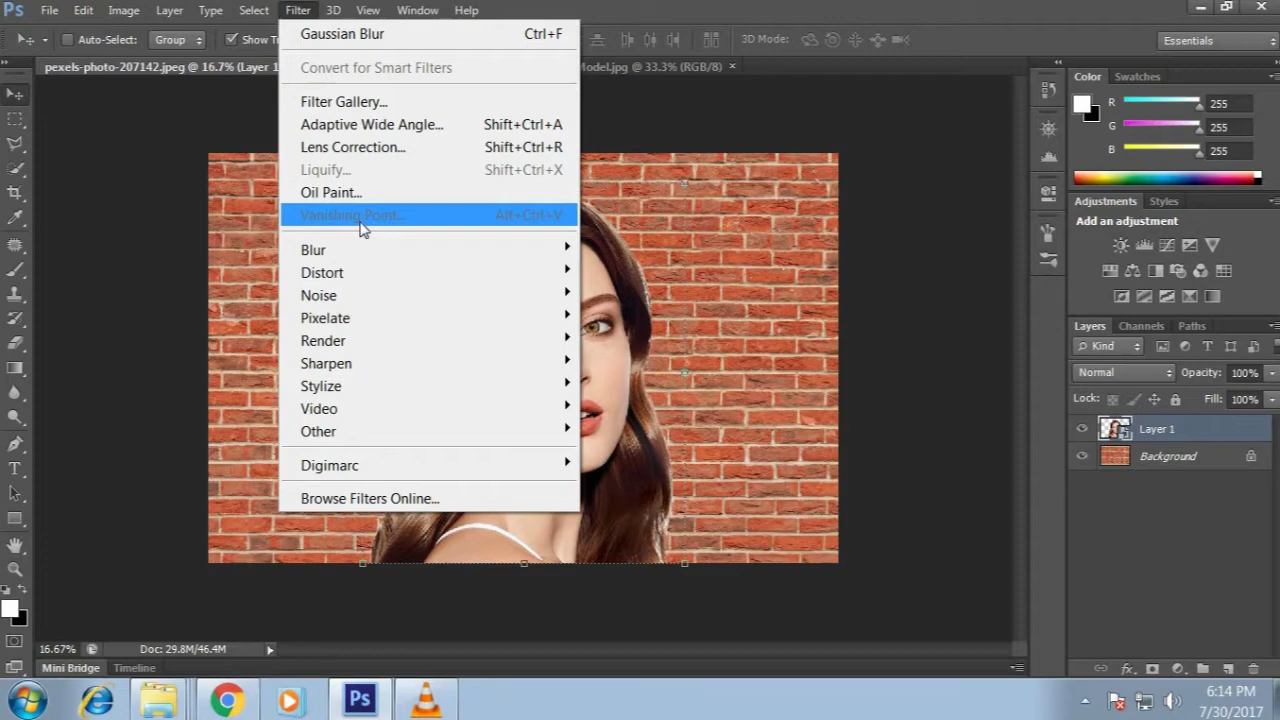 Ps File Edit Image Layer Type Select Filter 3D View Window Help
Auto-Select: Group Show Tr 3D Mode: Essentials
pexels-photo-207142.jpeg @ 16.7% (Layer 1 Model.jpg @ 33.3% (RGB/8) ×
Gaussian Blur Ctrl+F
Convert for Smart Filters
Filter Gallery...
Adaptive Wide Angle... Shift+Ctrl+A
Lens Correction... Shift+Ctrl+R
Liquify... Shift+Ctrl+X
Oil Paint...
Vanishing Point... Alt+Ctrl+V
Blur
Distort
Noise
Pixelate
Render
Sharpen
Stylize
Video
Other
Digimarc
Browse Filters Online...
Color Swatches
R 255
G 255
B 255
Adjustments Styles
Add an adjustment
Layers Channels Paths
Kind
Normal Opacity: 100%
Lock: Fill: 100%
Layer 1
Background
16.67% Doc: 29.8M/46.4M
Mini Bridge Timeline
Ps
6:14 PM
7/30/2017